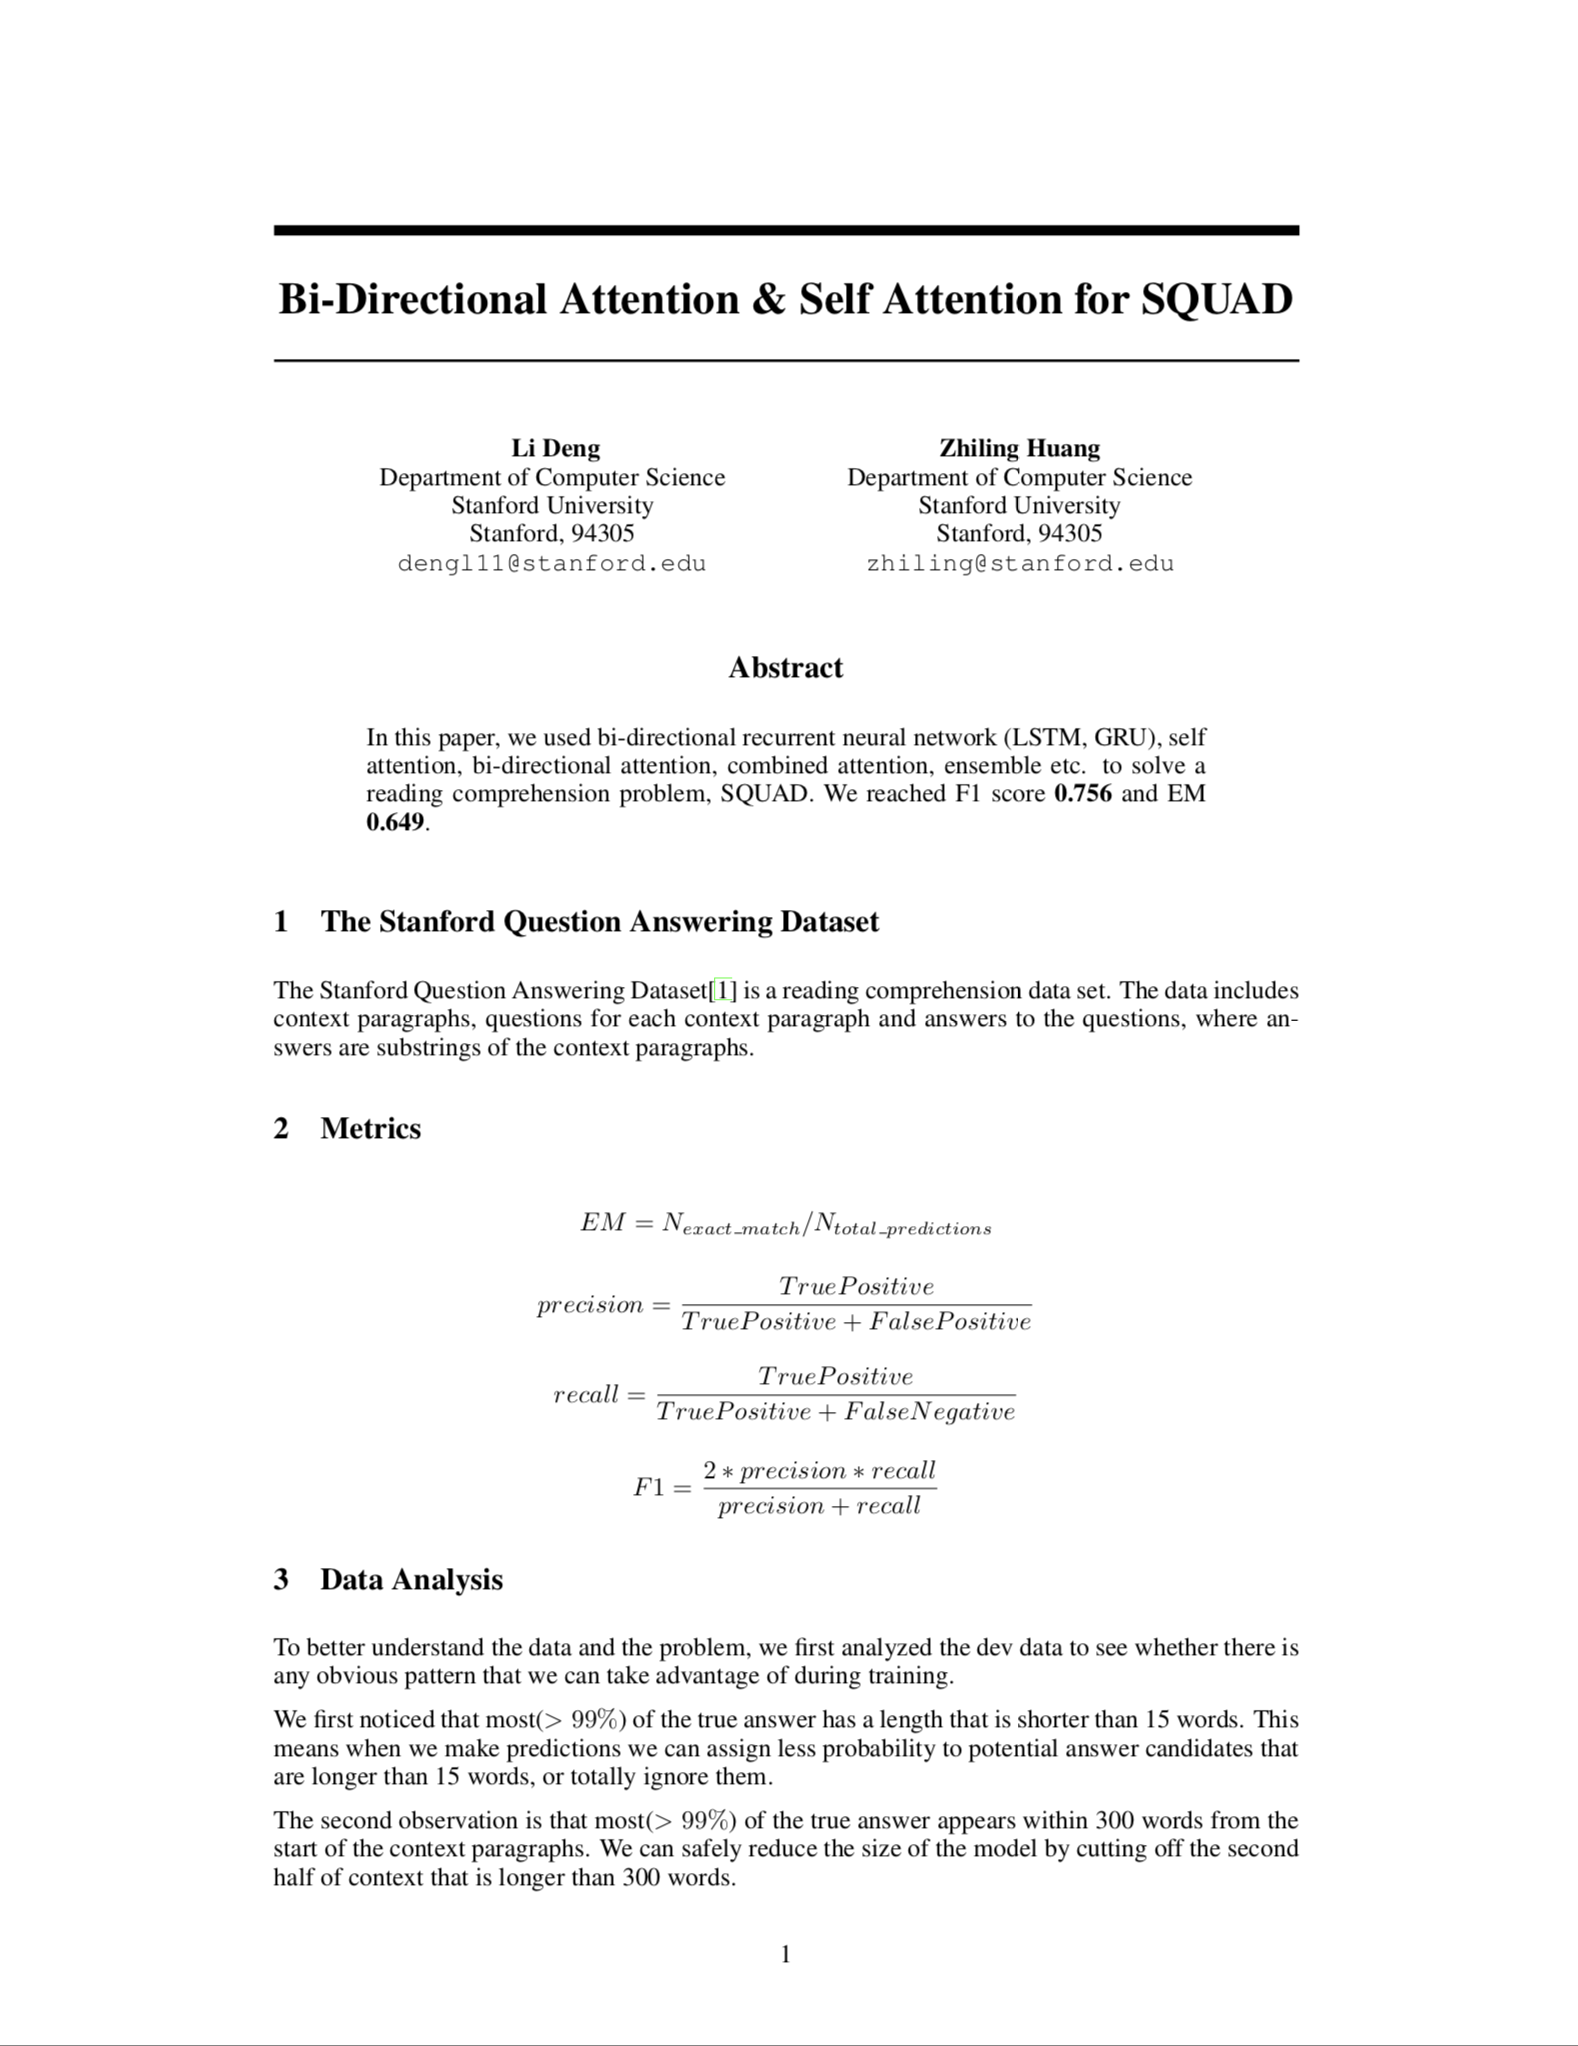 Bi-Directional Attention & Self Attention for SQUAD
Li Deng
Department of Computer Science
Stanford University
Stanford, 94305
dengl11@stanford.edu
Zhiling Huang
Department of Computer Science
Stanford University
Stanford, 94305
zhiling@stanford.edu
Abstract
In this paper, we used bi-directional recurrent neural network (LSTM, GRU), self
attention, bi-directional attention, combined attention, ensemble etc. to solve a
reading comprehension problem, SQUAD. We reached F1 score 0.756 and EM
0.649.
1 The Stanford Question Answering Dataset
The Stanford Question Answering Dataset[1] is a reading comprehension data set. The data includes
context paragraphs, questions for each context paragraph and answers to the questions, where an-
swers are substrings of the context paragraphs.
2 Metrics
EM = N_{exact_match}/N_{total_predictions}
precision = \frac{TruePositive}{TruePositive + FalsePositive}
recall = \frac{TruePositive}{TruePositive + FalseNegative}
F1 = \frac{2 * precision * recall}{precision + recall}
3 Data Analysis
To better understand the data and the problem, we first analyzed the dev data to see whether there is
any obvious pattern that we can take advantage of during training.
We first noticed that most(> 99%) of the true answer has a length that is shorter than 15 words. This
means when we make predictions we can assign less probability to potential answer candidates that
are longer than 15 words, or totally ignore them.
The second observation is that most(> 99%) of the true answer appears within 300 words from the
start of the context paragraphs. We can safely reduce the size of the model by cutting off the second
half of context that is longer than 300 words.
1